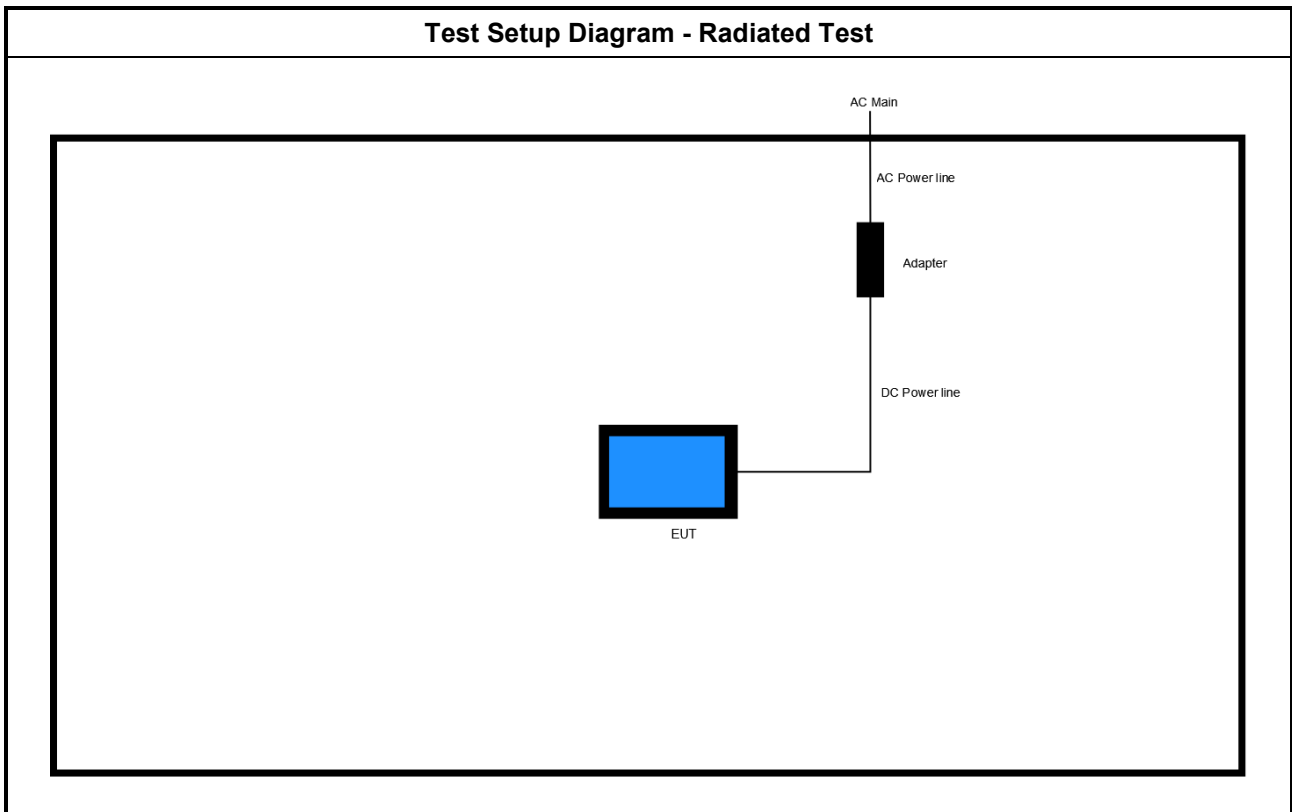 Test Setup Diagram - Radiated Test
AC Main
AC Power line
Adapter
DC Power line
EUT